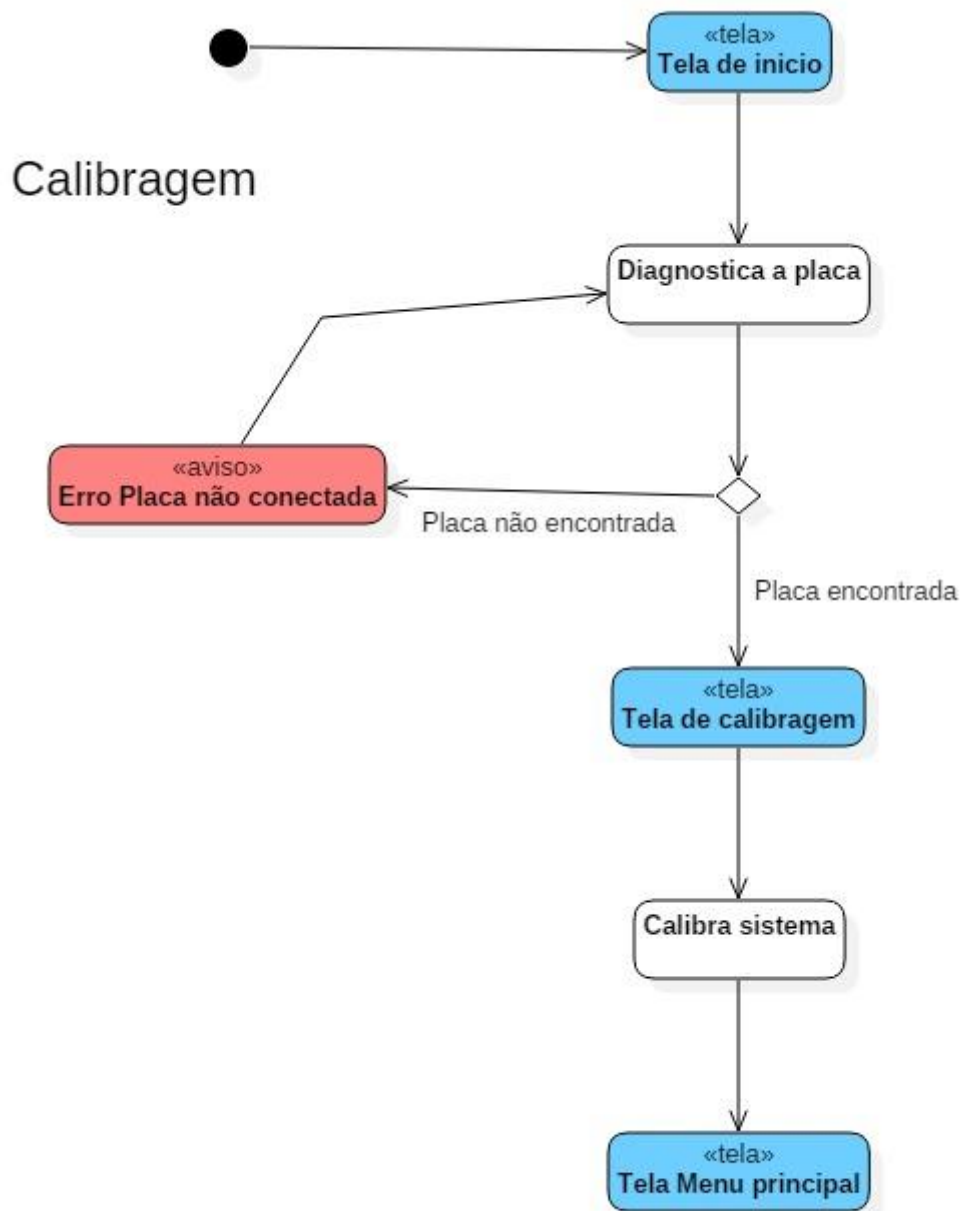 «tela»
Tela de inicio
Calibragem
Diagnostica a placa
«aviso»
Erro Placa não conectada
Placa não encontrada
Placa encontrada
«tela»
Tela de calibragem
Calibra sistema
«tela»
Tela Menu principal